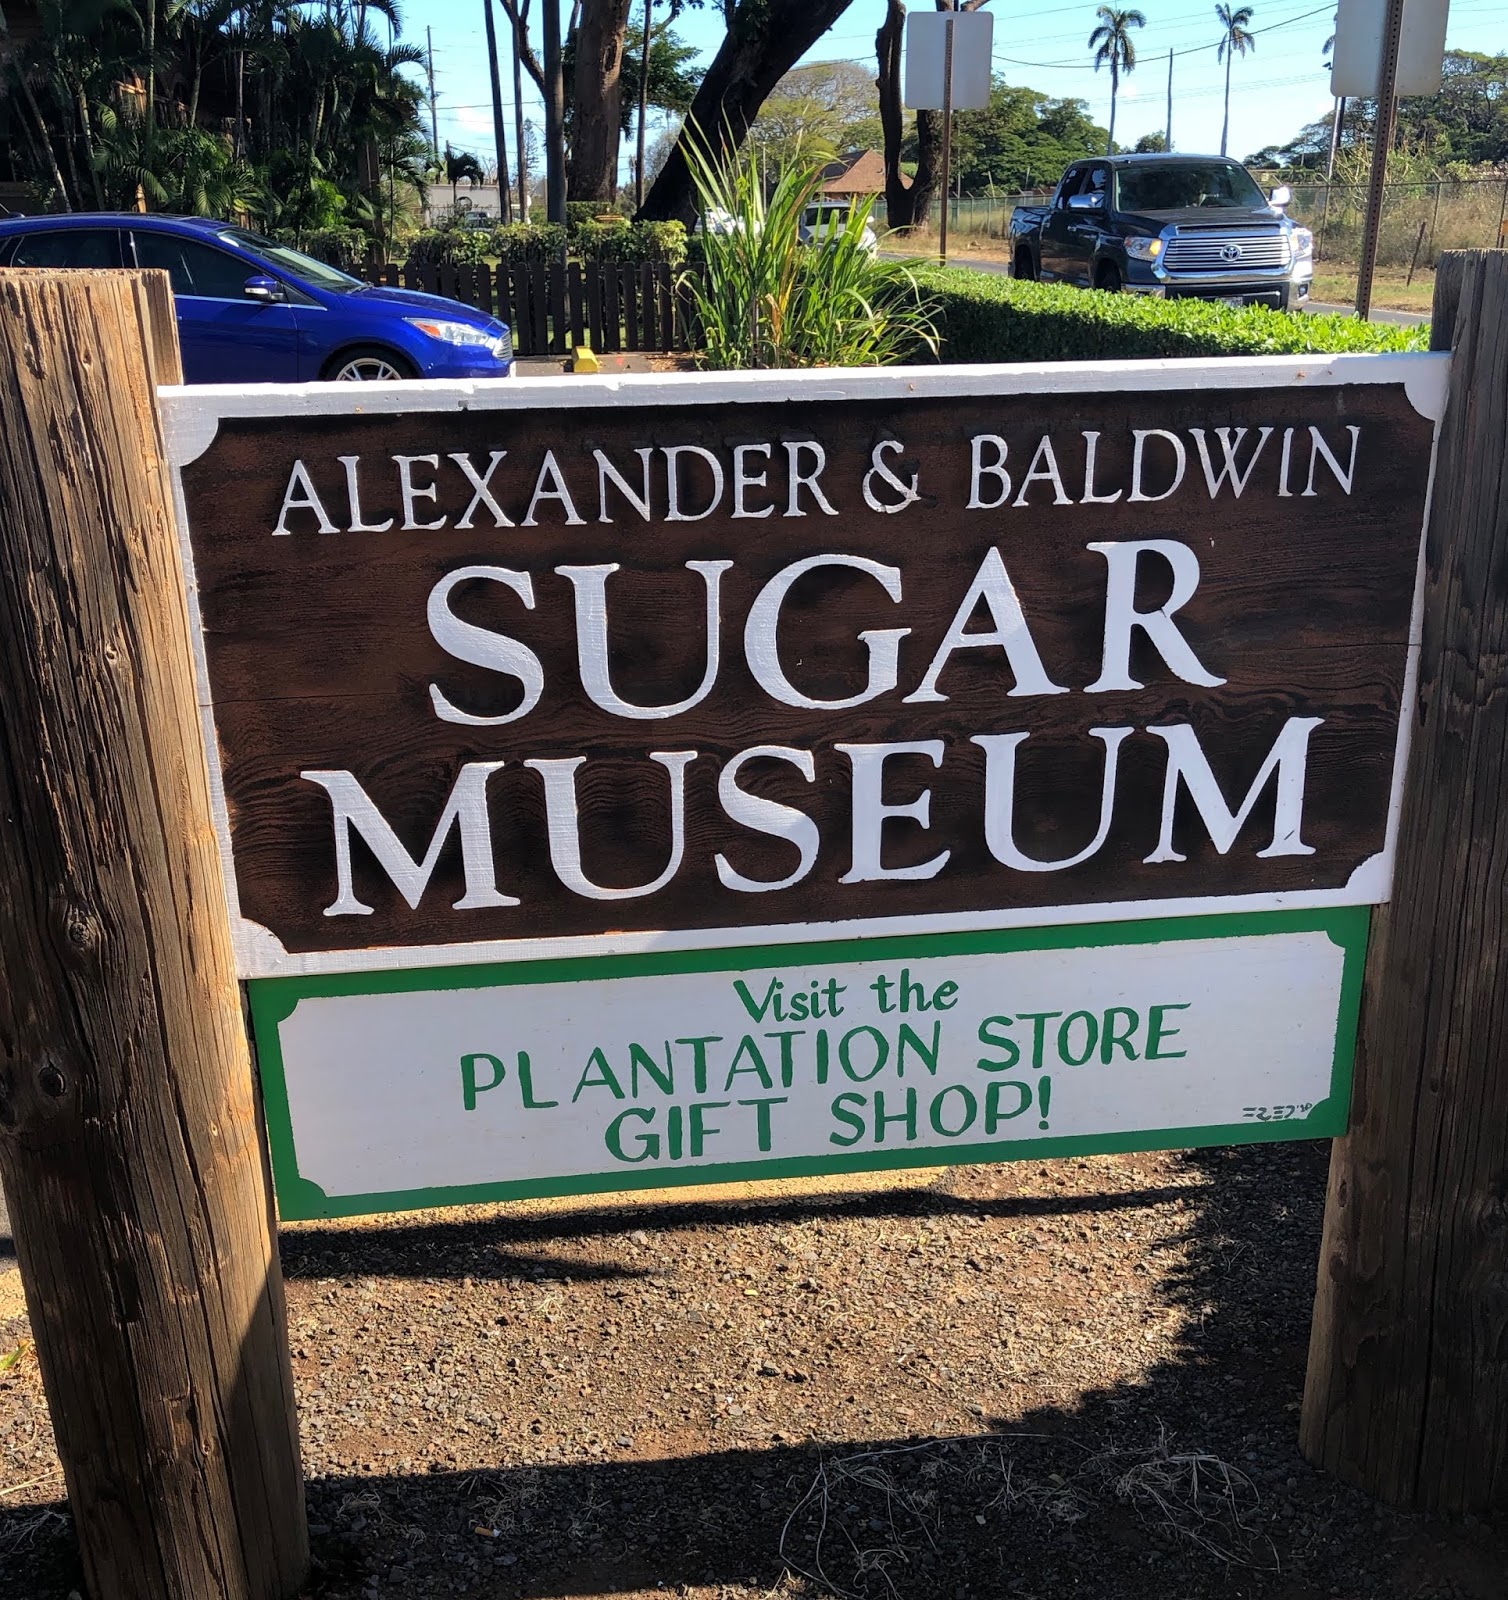 ALEXANDER & BALDWIN
SUGAR
MUSEUM
Visit the
PLANTATION STORE
GIFT SHOP!